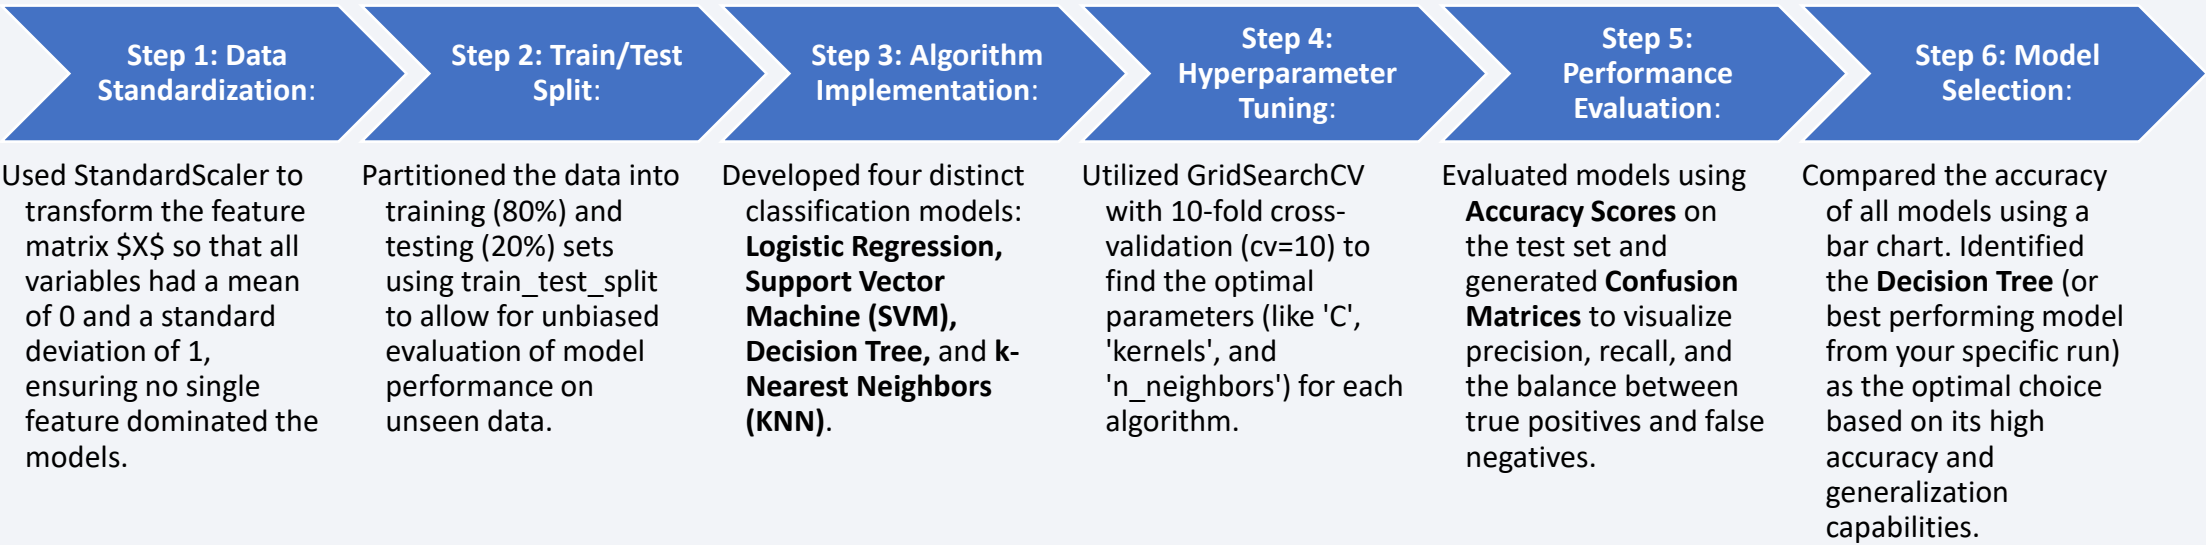 Step 1: Data
Standardization:
Used StandardScaler to
transform the feature
matrix $X$ so that all
variables had a mean
of 0 and a standard
deviation of 1,
ensuring no single
feature dominated the
models.
Step 2: Train/Test
Split:
Partitioned the data into
training (80%) and
testing (20%) sets
using train_test_split
to allow for unbiased
evaluation of model
performance on
unseen data.
Step 3: Algorithm
Implementation:
Developed four distinct
classification models:
Logistic Regression,
Support Vector
Machine (SVM),
Decision Tree, and k-
Nearest Neighbors
(KNN).
Step 4:
Hyperparameter
Tuning:
Utilized GridSearchCV
with 10-fold cross-
validation (cv=10) to
find the optimal
parameters (like 'C',
'kernels', and
'n_neighbors') for each
algorithm.
Step 5:
Performance
Evaluation:
Evaluated models using
Accuracy Scores on
the test set and
generated Confusion
Matrices to visualize
precision, recall, and
the balance between
true positives and false
negatives.
Step 6: Model
Selection:
Compared the accuracy
of all models using a
bar chart. Identified
the Decision Tree (or
best performing model
from your specific run)
as the optimal choice
based on its high
accuracy and
generalization
capabilities.